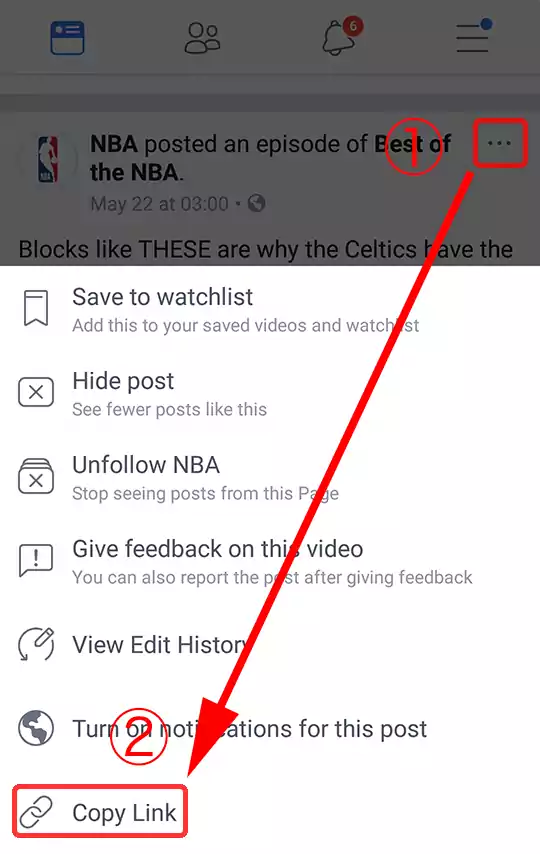 6
NBA posted an episode of Best of
the NBA.
May 22 at 03:00 •
NBA
Blocks like THESE are why the Celtics have the
①
Save to watchlist
Add this to your saved videos and watchlist
Hide post
See fewer posts like this
Unfollow NBA
Stop seeing posts from this Page
Give feedback on this video
You can also report the post after giving feedback
View Edit History
Turn on notifications for this post
②
Copy Link